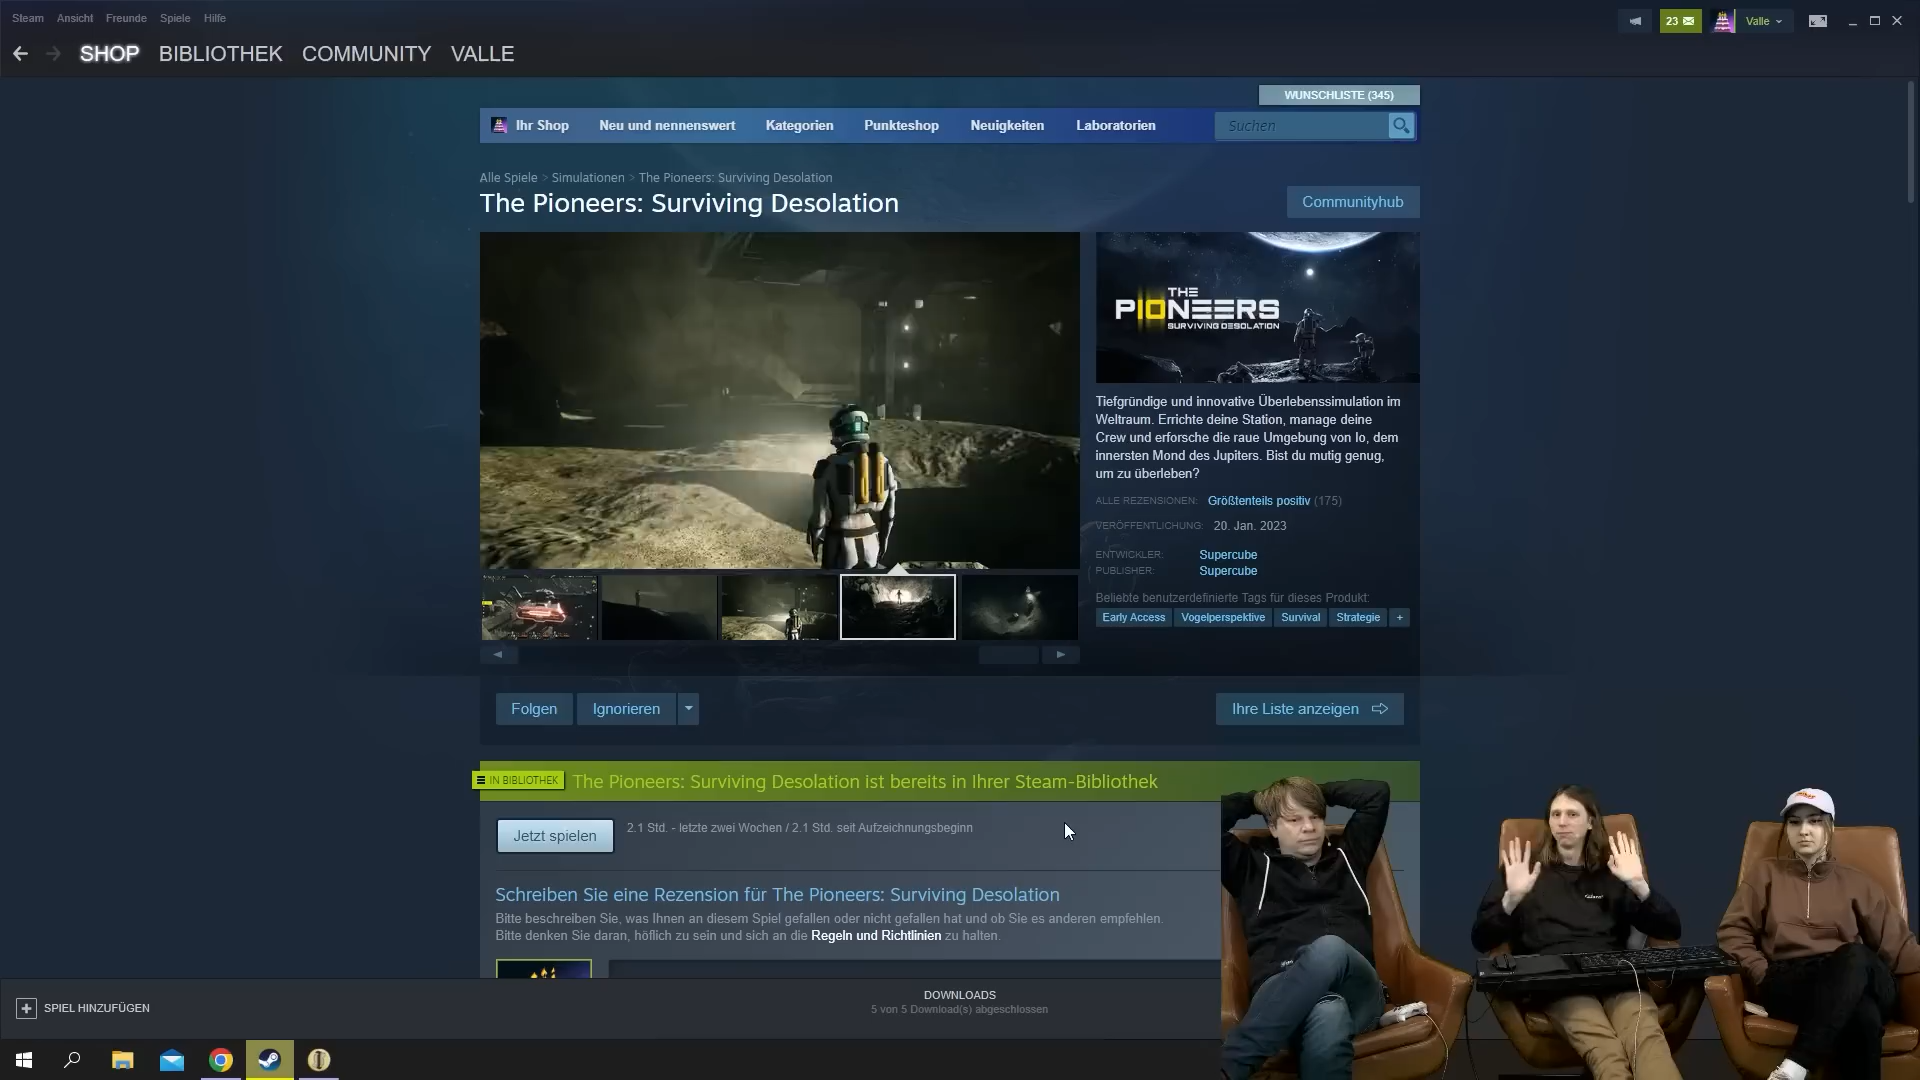 Steam Ansicht Freunde Spiele Hilfe
23
Valle
SHOP BIBLIOTHEK COMMUNITY VALLE
WUNSCHLISTE (345)
Ihr Shop Neu und nennenswert Kategorien Punkteshop Neuigkeiten Laboratorien
Suchen
Alle Spiele > Simulationen > The Pioneers: Surviving Desolation
The Pioneers: Surviving Desolation
Communityhub
THE
PIONEERS
SURVIVING DESOLATION
Tiefgründige und innovative Überlebenssimulation im
Weltraum. Errichte deine Station, manage deine
Crew und erforsche die raue Umgebung von Io, dem
innersten Mond des Jupiters. Bist du mutig genug,
um zu überleben?
ALLE REZENSIONEN: Größtenteils positiv (175)
VERÖFFENTLICHUNG: 20. Jan. 2023
ENTWICKLER: Supercube
PUBLISHER: Supercube
Beliebte benutzerdefinierte Tags für dieses Produkt:
Early Access Vogelperspektive Survival Strategie +
Folgen Ignorieren
Ihre Liste anzeigen
IN BIBLIOTHEK The Pioneers: Surviving Desolation ist bereits in Ihrer Steam-Bibliothek
Jetzt spielen 2.1 Std. - letzte zwei Wochen / 2.1 Std. seit Aufzeichnungsbeginn
Schreiben Sie eine Rezension für The Pioneers: Surviving Desolation
Bitte beschreiben Sie, was Ihnen an diesem Spiel gefallen oder nicht gefallen hat und ob Sie es anderen empfehlen.
Bitte denken Sie daran, höflich zu sein und sich an die Regeln und Richtlinien zu halten.
SPIEL HINZUFÜGEN
DOWNLOADS
5 von 5 Download(s) abgeschlossen